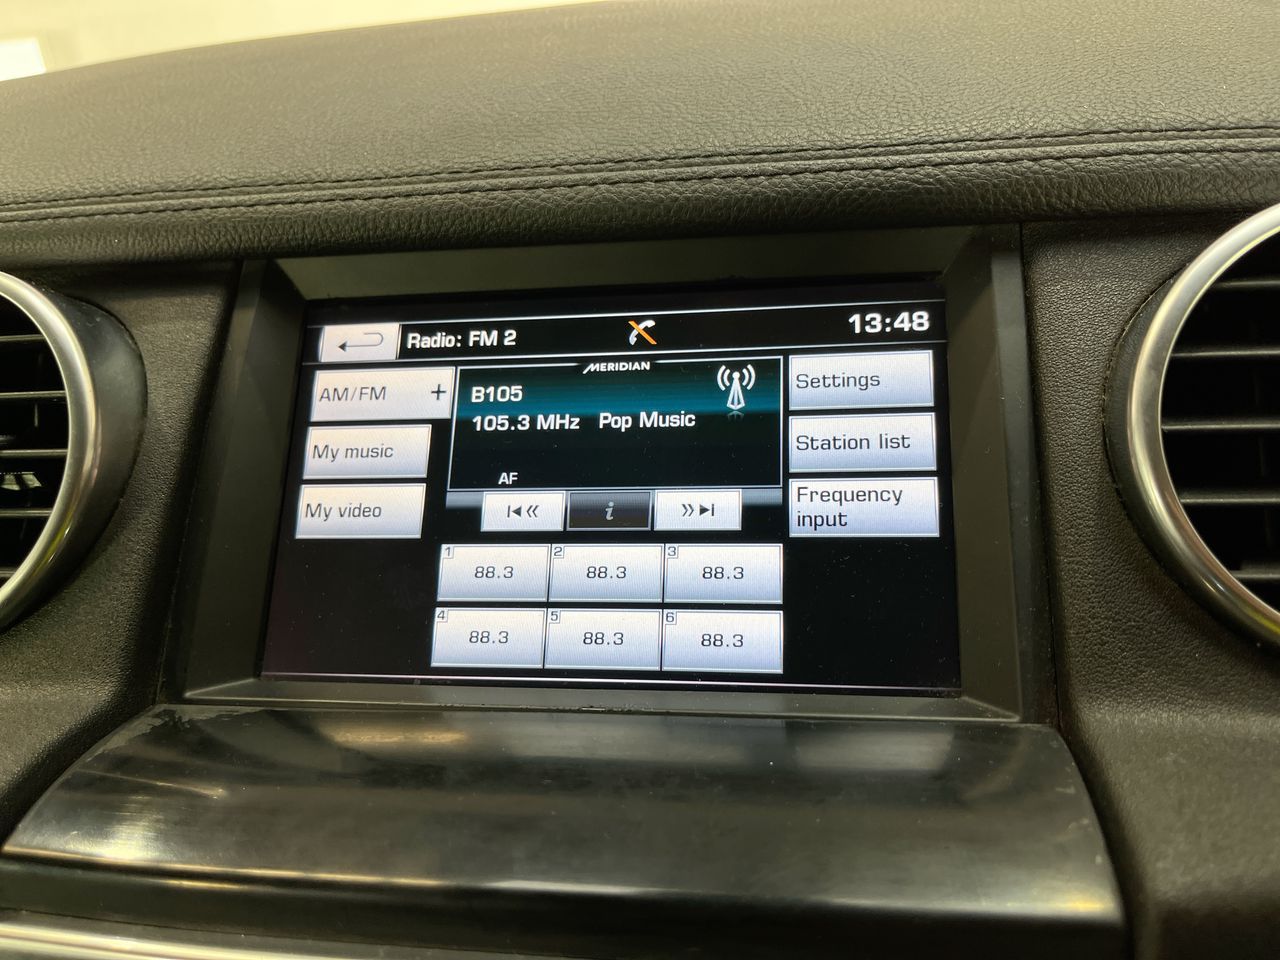 Radio: FM 2
13:48
MERIDIAN
AM/FM +
B105
105.3 MHz Pop Music
AF
My music
My video
Settings
Station list
Frequency
input
i
1 88.3
2 88.3
3 88.3
4 88.3
5 88.3
6 88.3